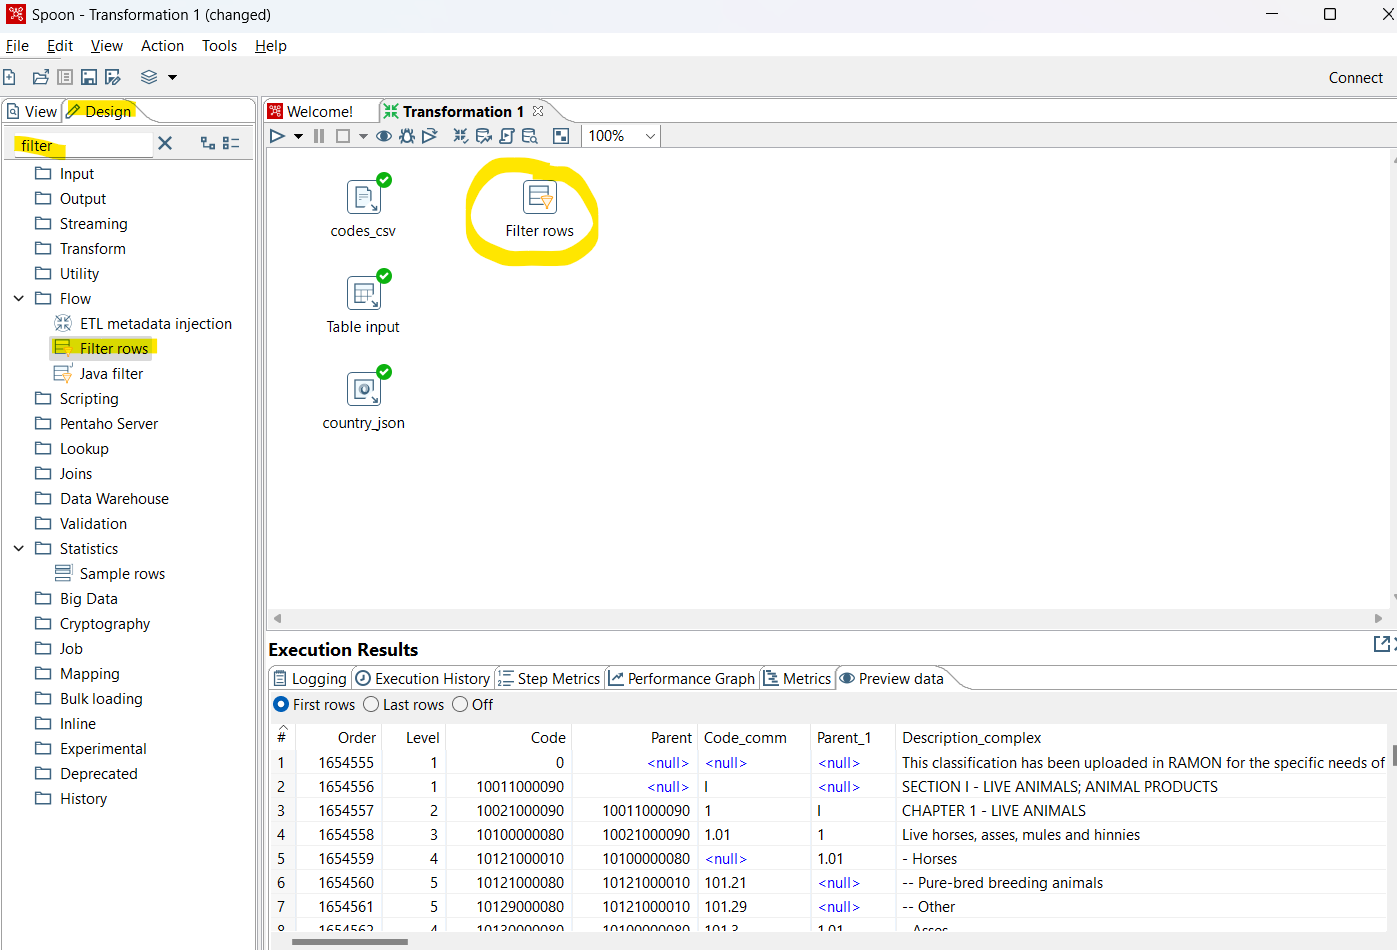 Spoon - Transformation 1 (changed)
File Edit View Action Tools Help
Connect
View Design
Welcome! Transformation 1
filter
100%
Input
Output
Streaming
Transform
Utility
Flow
ETL metadata injection
Filter rows
Java filter
Scripting
Pentaho Server
Lookup
Joins
Data Warehouse
Validation
Statistics
Sample rows
Big Data
Cryptography
Job
Mapping
Bulk loading
Inline
Experimental
Deprecated
History
codes_csv
Filter rows
Table input
country_json
Execution Results
Logging Execution History Step Metrics Performance Graph Metrics Preview data
First rows Last rows Off
# Order Level Code Parent Code_comm Parent_1 Description_complex
1 1654555 1 0 <null> <null> <null> This classification has been uploaded in RAMON for the specific needs of
2 1654556 1 10011000090 <null> I <null> SECTION I - LIVE ANIMALS; ANIMAL PRODUCTS
3 1654557 2 10021000090 10011000090 1 I CHAPTER 1 - LIVE ANIMALS
4 1654558 3 10100000080 10021000090 1.01 1 Live horses, asses, mules and hinnies
5 1654559 4 10121000010 10100000080 <null> 1.01 - Horses
6 1654560 5 10121000080 10121000010 101.21 <null> -- Pure-bred breeding animals
7 1654561 5 10129000080 10121000010 101.29 <null> -- Other
8 1654562 4 10130000080 10100000080 101.3 1.01 - Asses